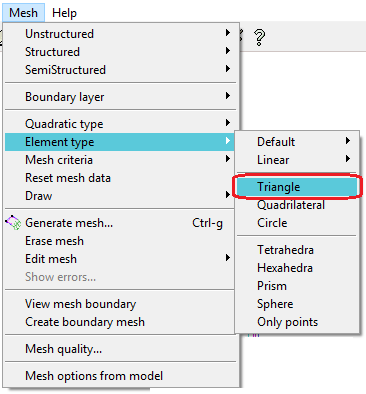 Mesh Help
Unstructured
Structured
SemiStructured
Boundary layer
Quadratic type
Element type
Mesh criteria
Reset mesh data
Draw
Generate mesh... Ctrl-g
Erase mesh
Edit mesh
Show errors...
View mesh boundary
Create boundary mesh
Mesh quality...
Mesh options from model
Default
Linear
Triangle
Quadrilateral
Circle
Tetrahedra
Hexahedra
Prism
Sphere
Only points